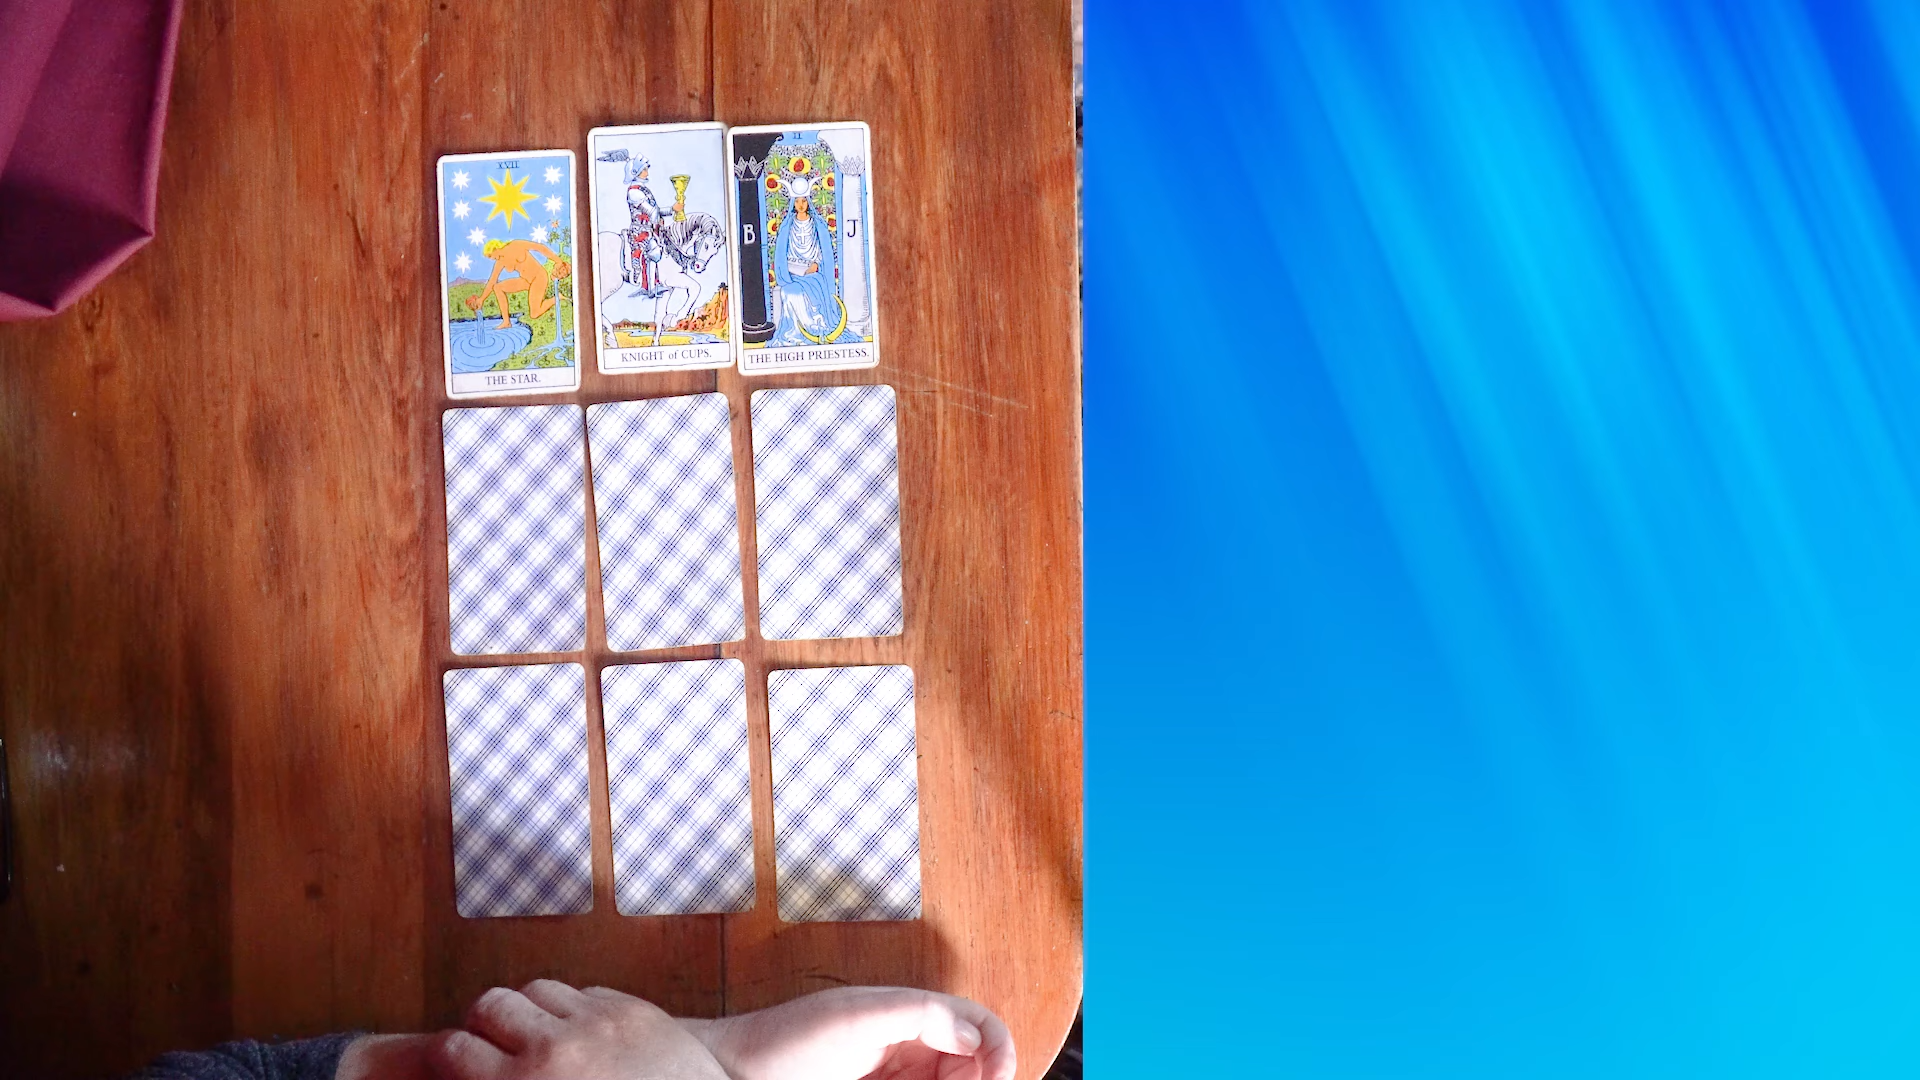 XVII
THE STAR.
KNIGHT of CUPS.
II
B
J
THE HIGH PRIESTESS.